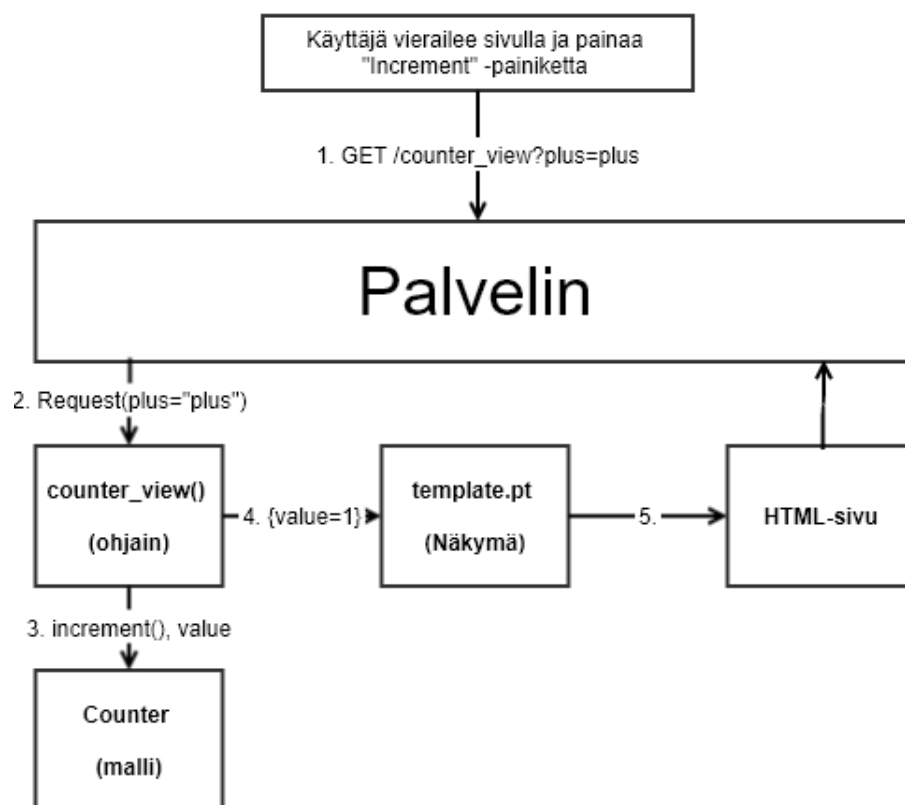 Käyttäjä vierailee sivulla ja painaa
"Increment" -painiketta
1. GET /counter_view?plus=plus
Palvelin
2. Request(plus="plus")
counter_view()
(ohjain)
4. {value=1}
template.pt
(Näkymä)
5.
HTML-sivu
3. increment(), value
Counter
(malli)